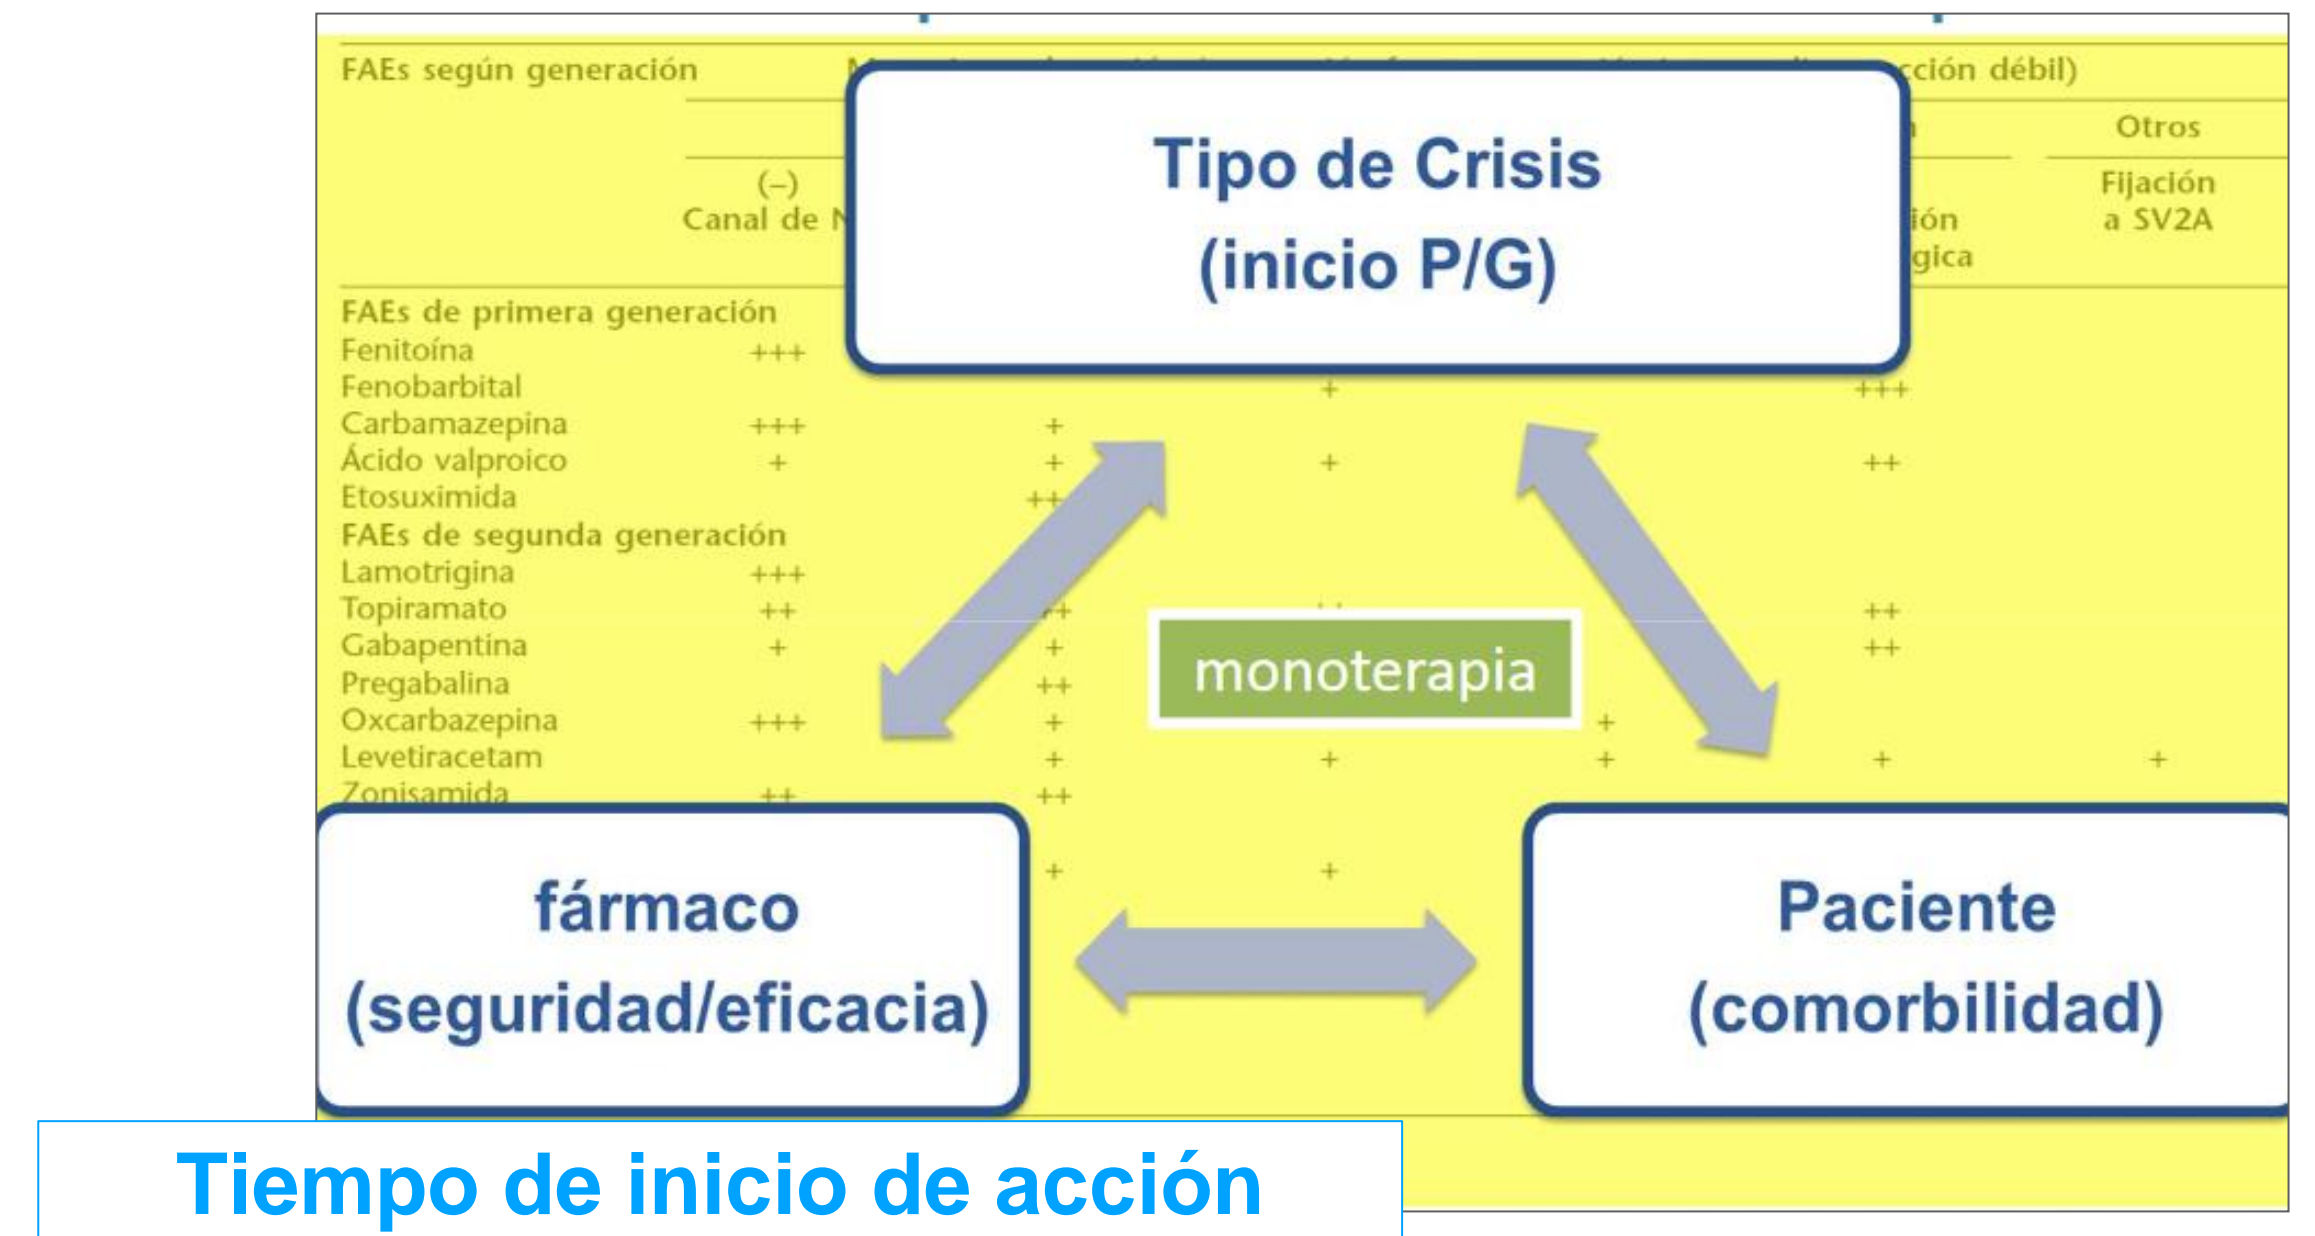 FAEs según generación
cción débil)
Otros
(–)
Canal de N
Fijación
a SV2A
ión
gica
Tipo de Crisis
(inicio P/G)
FAEs de primera generación
Fenitoína +++
Fenobarbital + +++
Carbamazepina +++ +
Ácido valproico + + + ++
Etosuximida ++
FAEs de segunda generación
Lamotrigina +++
Topiramato ++ ++ ++
Gabapentina + + ++
Pregabalina ++
Oxcarbazepina +++ + +
Levetiracetam + + + + +
Zonisamida ++ ++
+ +
monoterapia
fármaco
(seguridad/eficacia)
Paciente
(comorbilidad)
Tiempo de inicio de acción